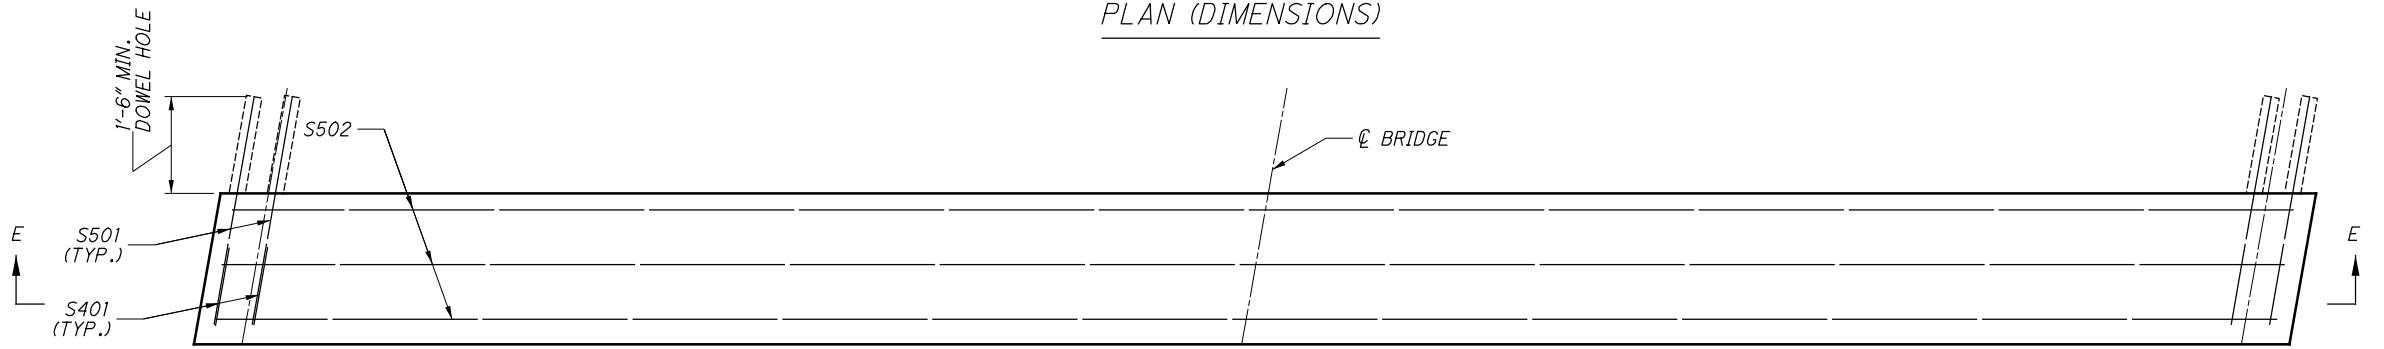 PLAN (DIMENSIONS)
1'-6" MIN.
DOWEL HOLE
S502
℄ BRIDGE
E
S501
(TYP.)
E
S401
(TYP.)